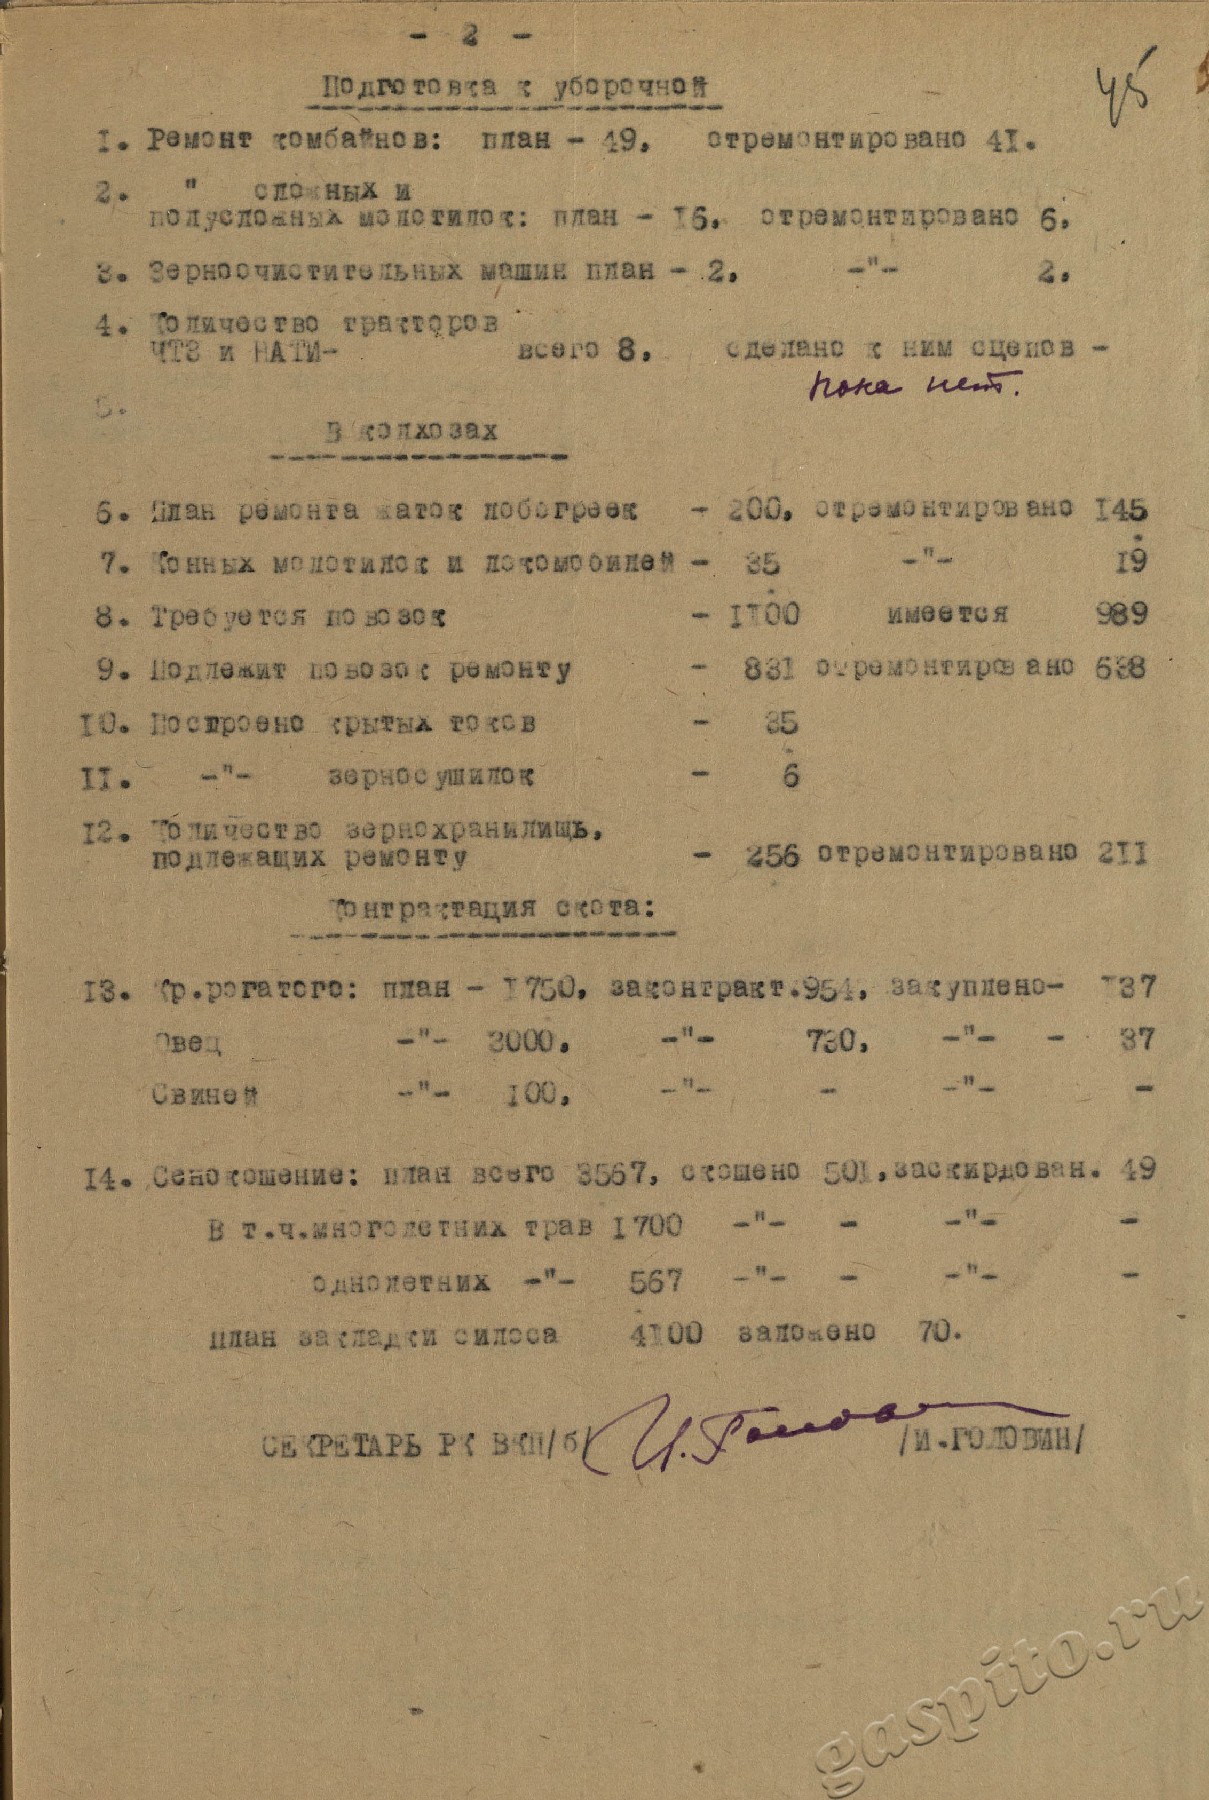 - 2 -
45
Подготовка к уборочной
1. Ремонт комбайнов: план - 49, отремонтировано 41.
2. " сложных и
полусложных молотилок: план - 16, отремонтировано 6,
3. Зерноочистительных машин план - 2, -"- 2.
4. Количество тракторов
ЧТЗ и НАТИ- всего 8, сделано к ним сцепов -
пока нет.
5.
В колхозах
6. План ремонта жаток лобогреек - 200, отремонтировано 145
7. Конных молотилок и локомобилей - 35 -"- 19
8. Требуется повозок - 1100 имеется 989
9. Подлежит повозок ремонту - 831 отремонтировано 638
10. Построено крытых токов - 35
11. -"- зерносушилок - 6
12. Количество зернохранилищь,
подлежащих ремонту - 256 отремонтировано 211
Контрактация скота:
13. Кр.рогатого: план - 1750, законтракт.954, закуплено- 137
Овец -"- 3000, -"- 730, -"- - 37
Свиней -"- 100, -"- - -"- -
14. Сенокошение: план всего 3567, скошено 501,заскирдован. 49
В т.ч.многолетних трав 1700 -"- - -"- -
однолетних -"- 567 -"- - -"- -
План закладки силоса 4100 заложено 70.
СЕКРЕТАРЬ РК ВКП/б/ И. Головин /И.ГОЛОВИН/
gaspito.ru